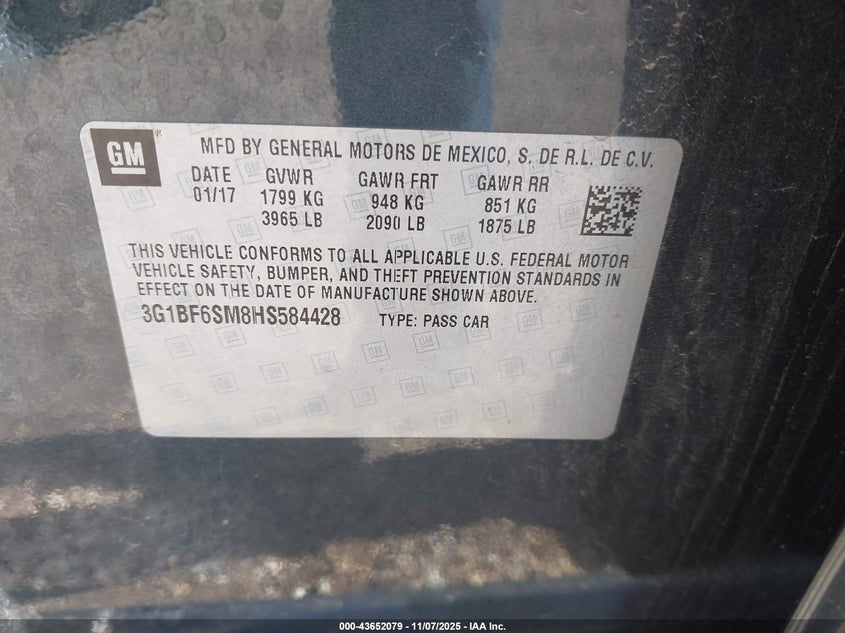 GM
MFD BY GENERAL MOTORS DE MEXICO, S. DE R.L. DE C.V.
DATE GVWR GAWR FRT GAWR RR
01/17 1799 KG 948 KG 851 KG
3965 LB 2090 LB 1875 LB
THIS VEHICLE CONFORMS TO ALL APPLICABLE U.S. FEDERAL MOTOR
VEHICLE SAFETY, BUMPER, AND THEFT PREVENTION STANDARDS IN
EFFECT ON THE DATE OF MANUFACTURE SHOWN ABOVE.
3G1BF6SM8HS584428 TYPE: PASS CAR
000-43652079 - 11/07/2025 - IAA Inc.